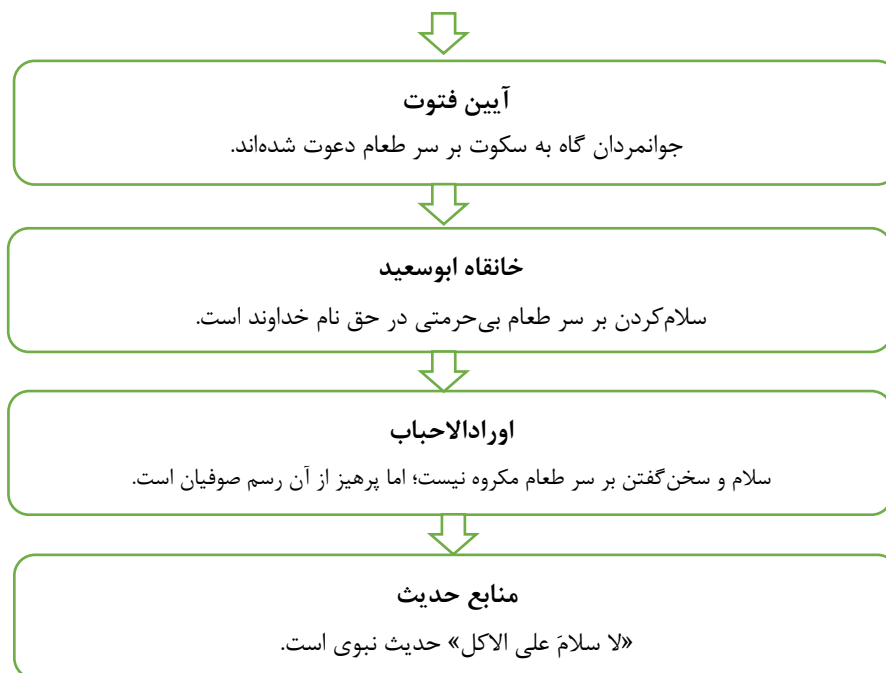 آیین فتوت
جوانمردان گاه به سکوت بر سر طعام دعوت شده‌اند.
خانقاه ابوسعید
سلام‌کردن بر سر طعام بی‌حرمتی در حق نام خداوند است.
اورادالاحباب
سلام و سخن‌گفتن بر سر طعام مکروه نیست؛ اما پرهیز از آن رسم صوفیان است.
منابع حدیث
«لا سلامَ علی الاکل» حدیث نبوی است.